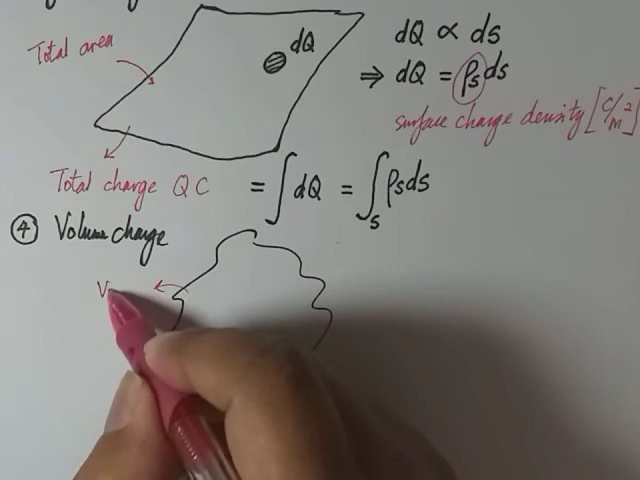 dQ ∝ ds
dQ
Total area
⇒ dQ = ρs ds
surface charge density [C/m²]
Total charge QC = ∫dQ = ∫s ρs ds
④ Volume charge
V